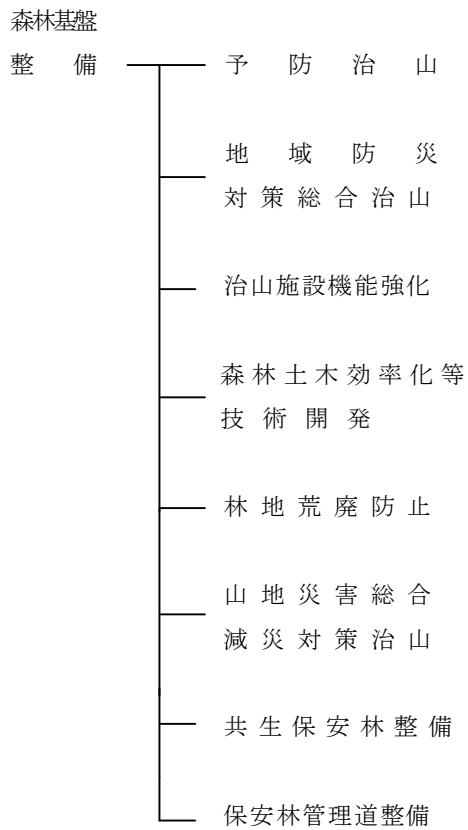 森林基盤
整備 予防治山
地域防災
対策総合治山
治山施設機能強化
森林土木効率化等
技術開発
林地荒廃防止
山地災害総合
減災対策治山
共生保安林整備
保安林管理道整備